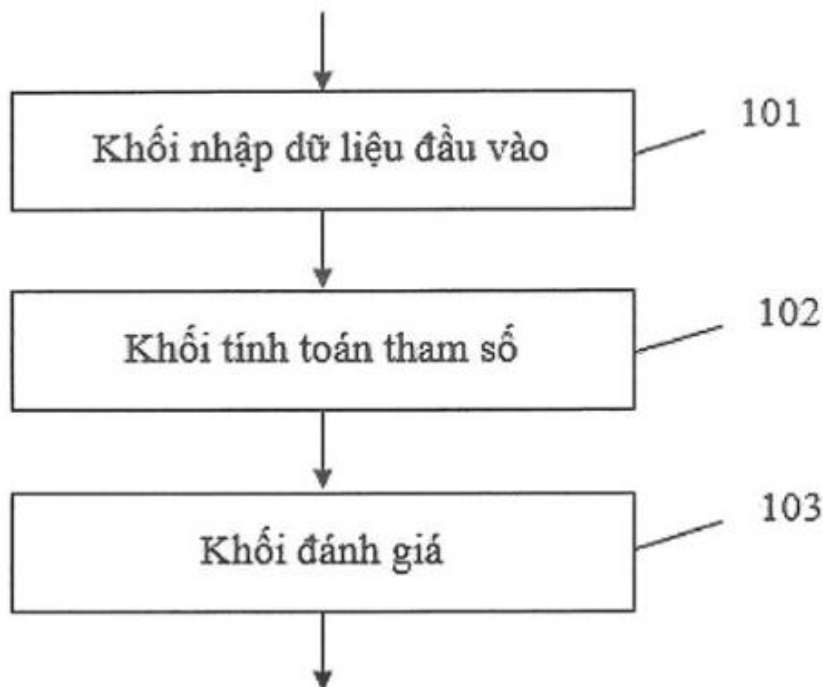 101
Khối nhập dữ liệu đầu vào
102
Khối tính toán tham số
103
Khối đánh giá